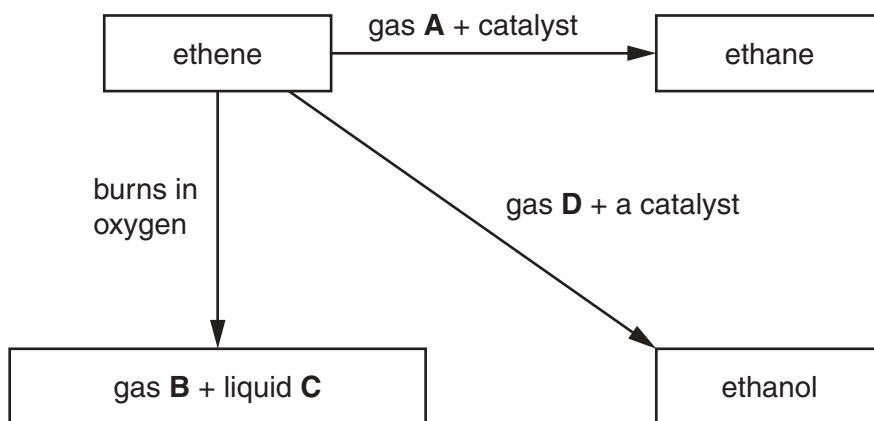 ethene
gas A + catalyst
ethane
burns in
oxygen
gas D + a catalyst
gas B + liquid C
ethanol